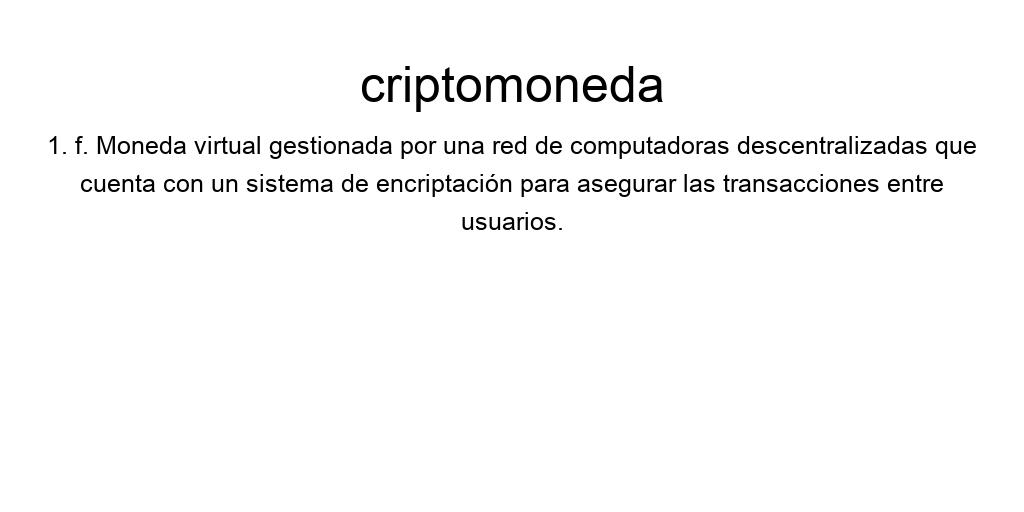 criptomoneda
1. f. Moneda virtual gestionada por una red de computadoras descentralizadas que
cuenta con un sistema de encriptación para asegurar las transacciones entre
usuarios.